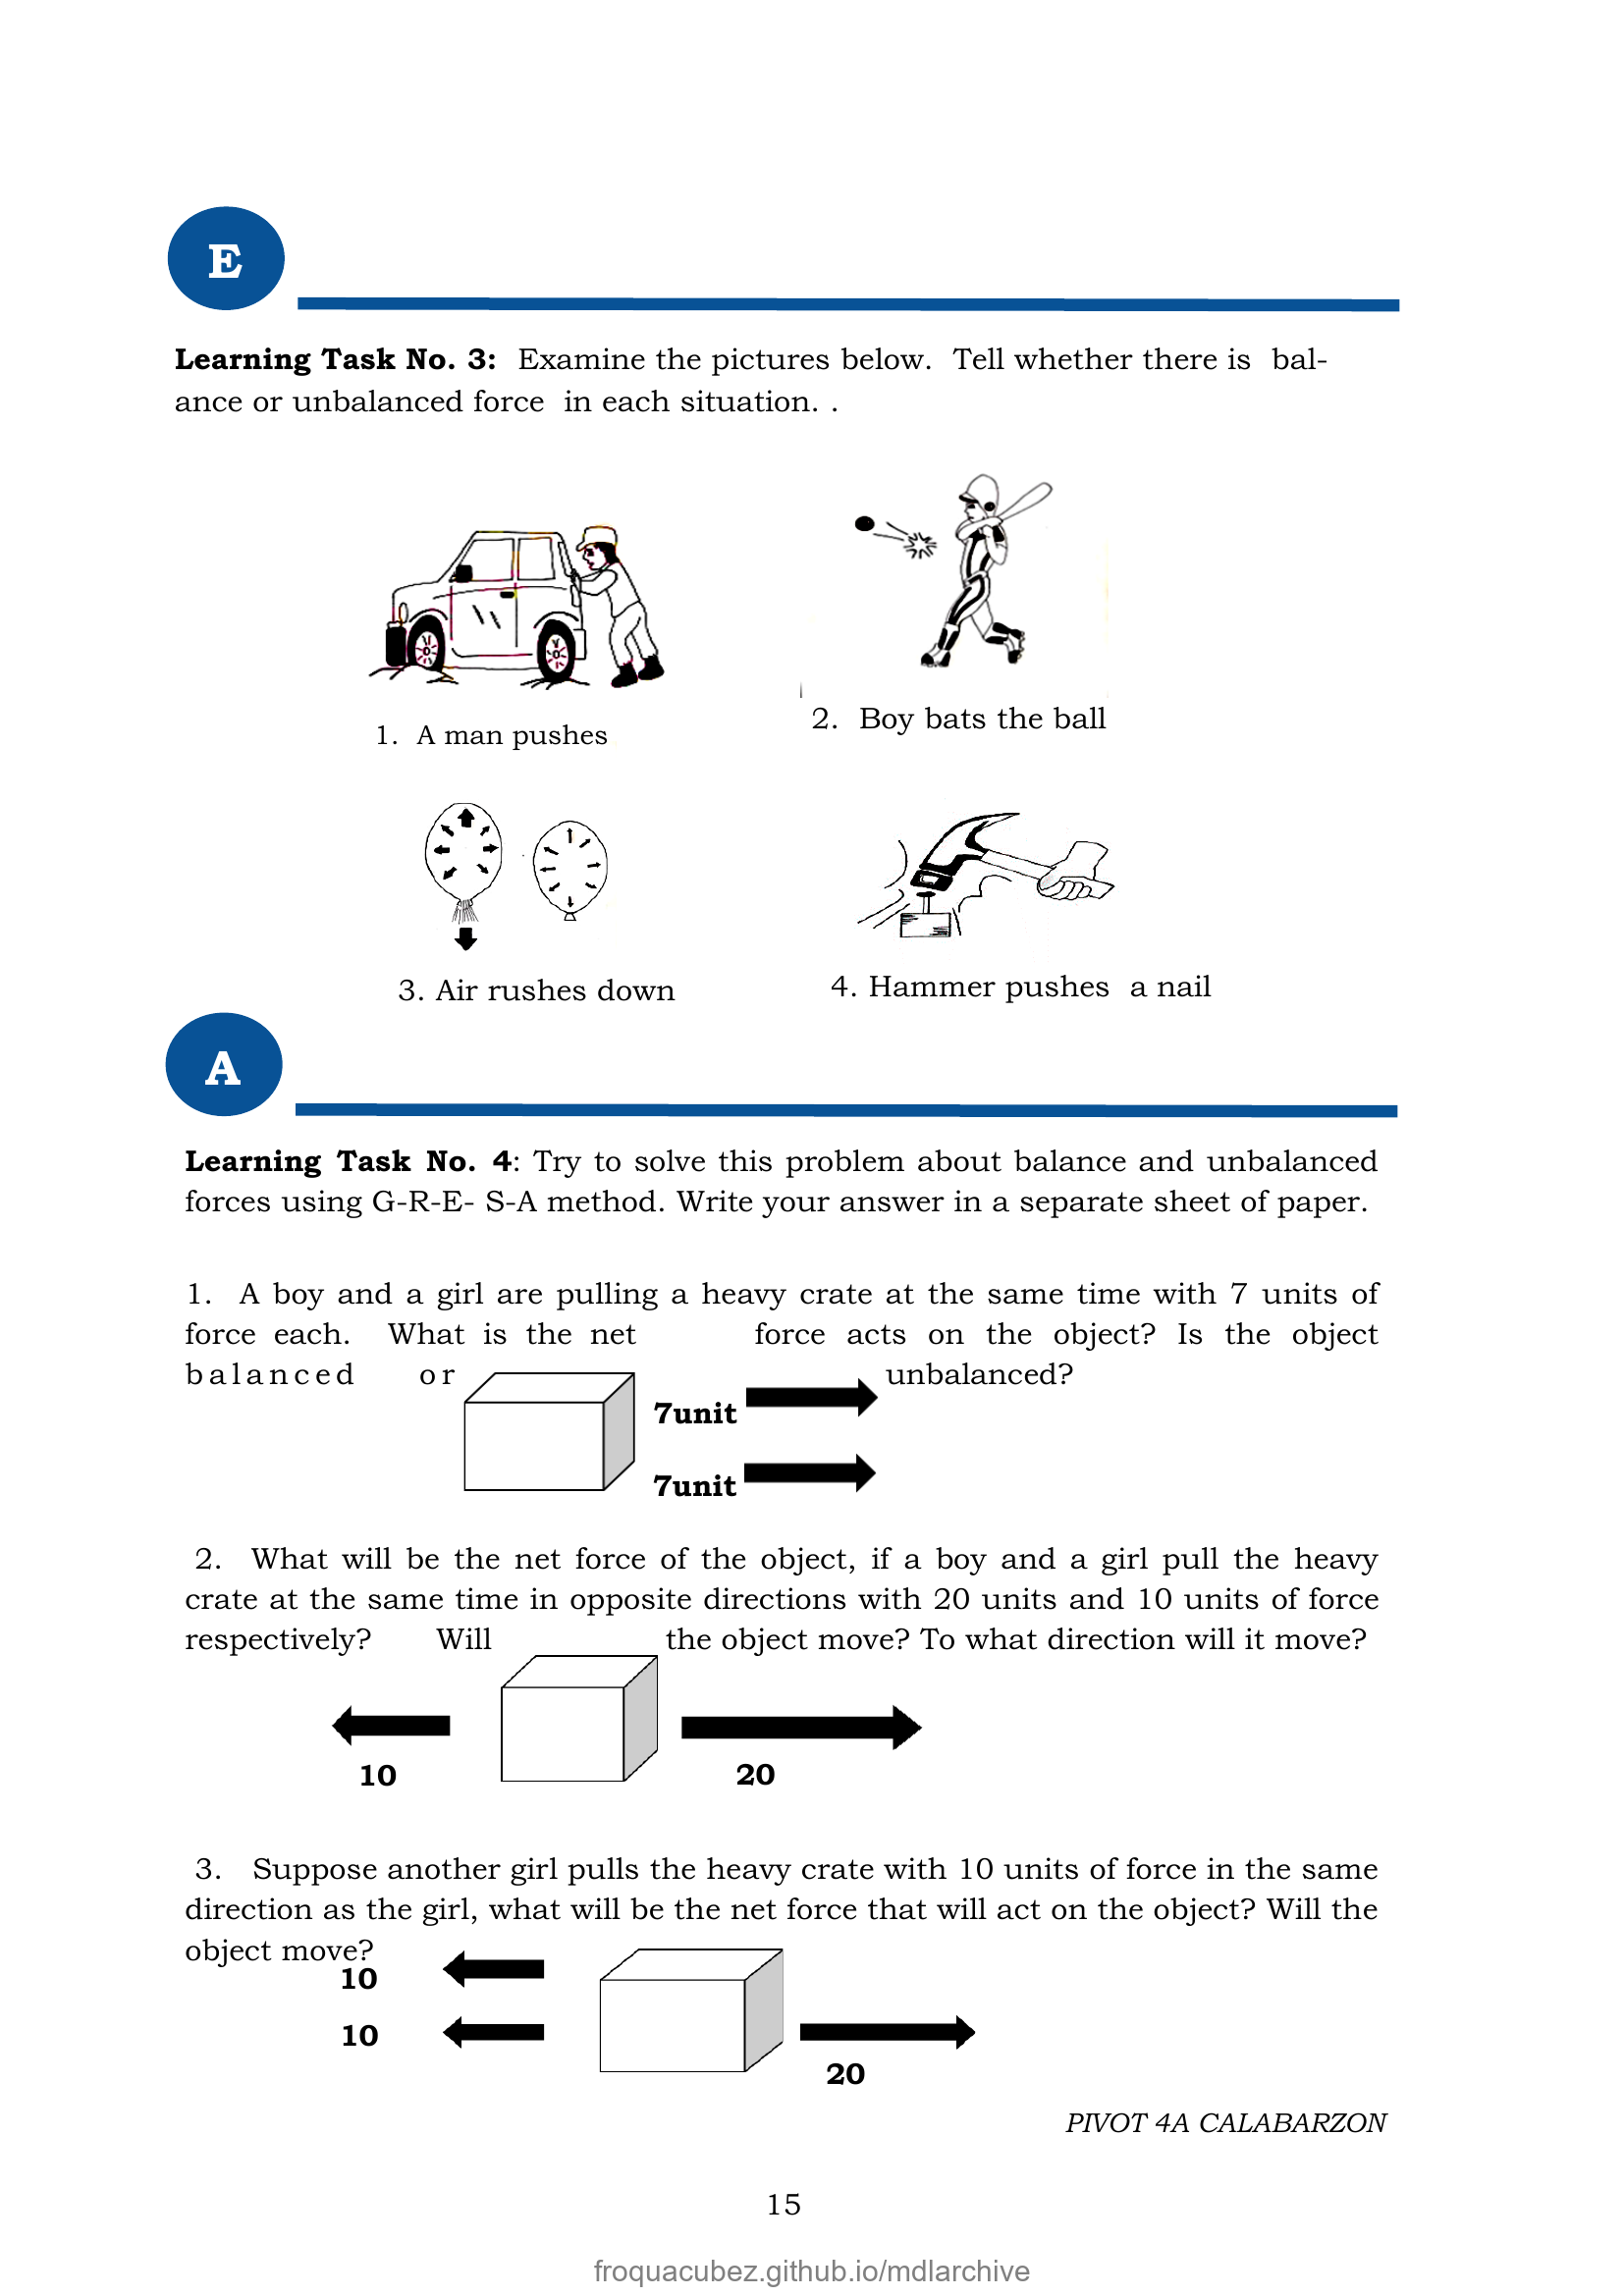 E
Learning Task No. 3: Examine the pictures below. Tell whether there is bal-
ance or unbalanced force in each situation. .
1. A man pushes
2. Boy bats the ball
3. Air rushes down
4. Hammer pushes a nail
A
Learning Task No. 4: Try to solve this problem about balance and unbalanced
forces using G-R-E- S-A method. Write your answer in a separate sheet of paper.
1. A boy and a girl are pulling a heavy crate at the same time with 7 units of
force each. What is the net force acts on the object? Is the object
balanced or unbalanced?
7unit
7unit
2. What will be the net force of the object, if a boy and a girl pull the heavy
crate at the same time in opposite directions with 20 units and 10 units of force
respectively? Will the object move? To what direction will it move?
10
20
3. Suppose another girl pulls the heavy crate with 10 units of force in the same
direction as the girl, what will be the net force that will act on the object? Will the
object move?
10
10
20
PIVOT 4A CALABARZON
15
froquacubez.github.io/mdlarchive